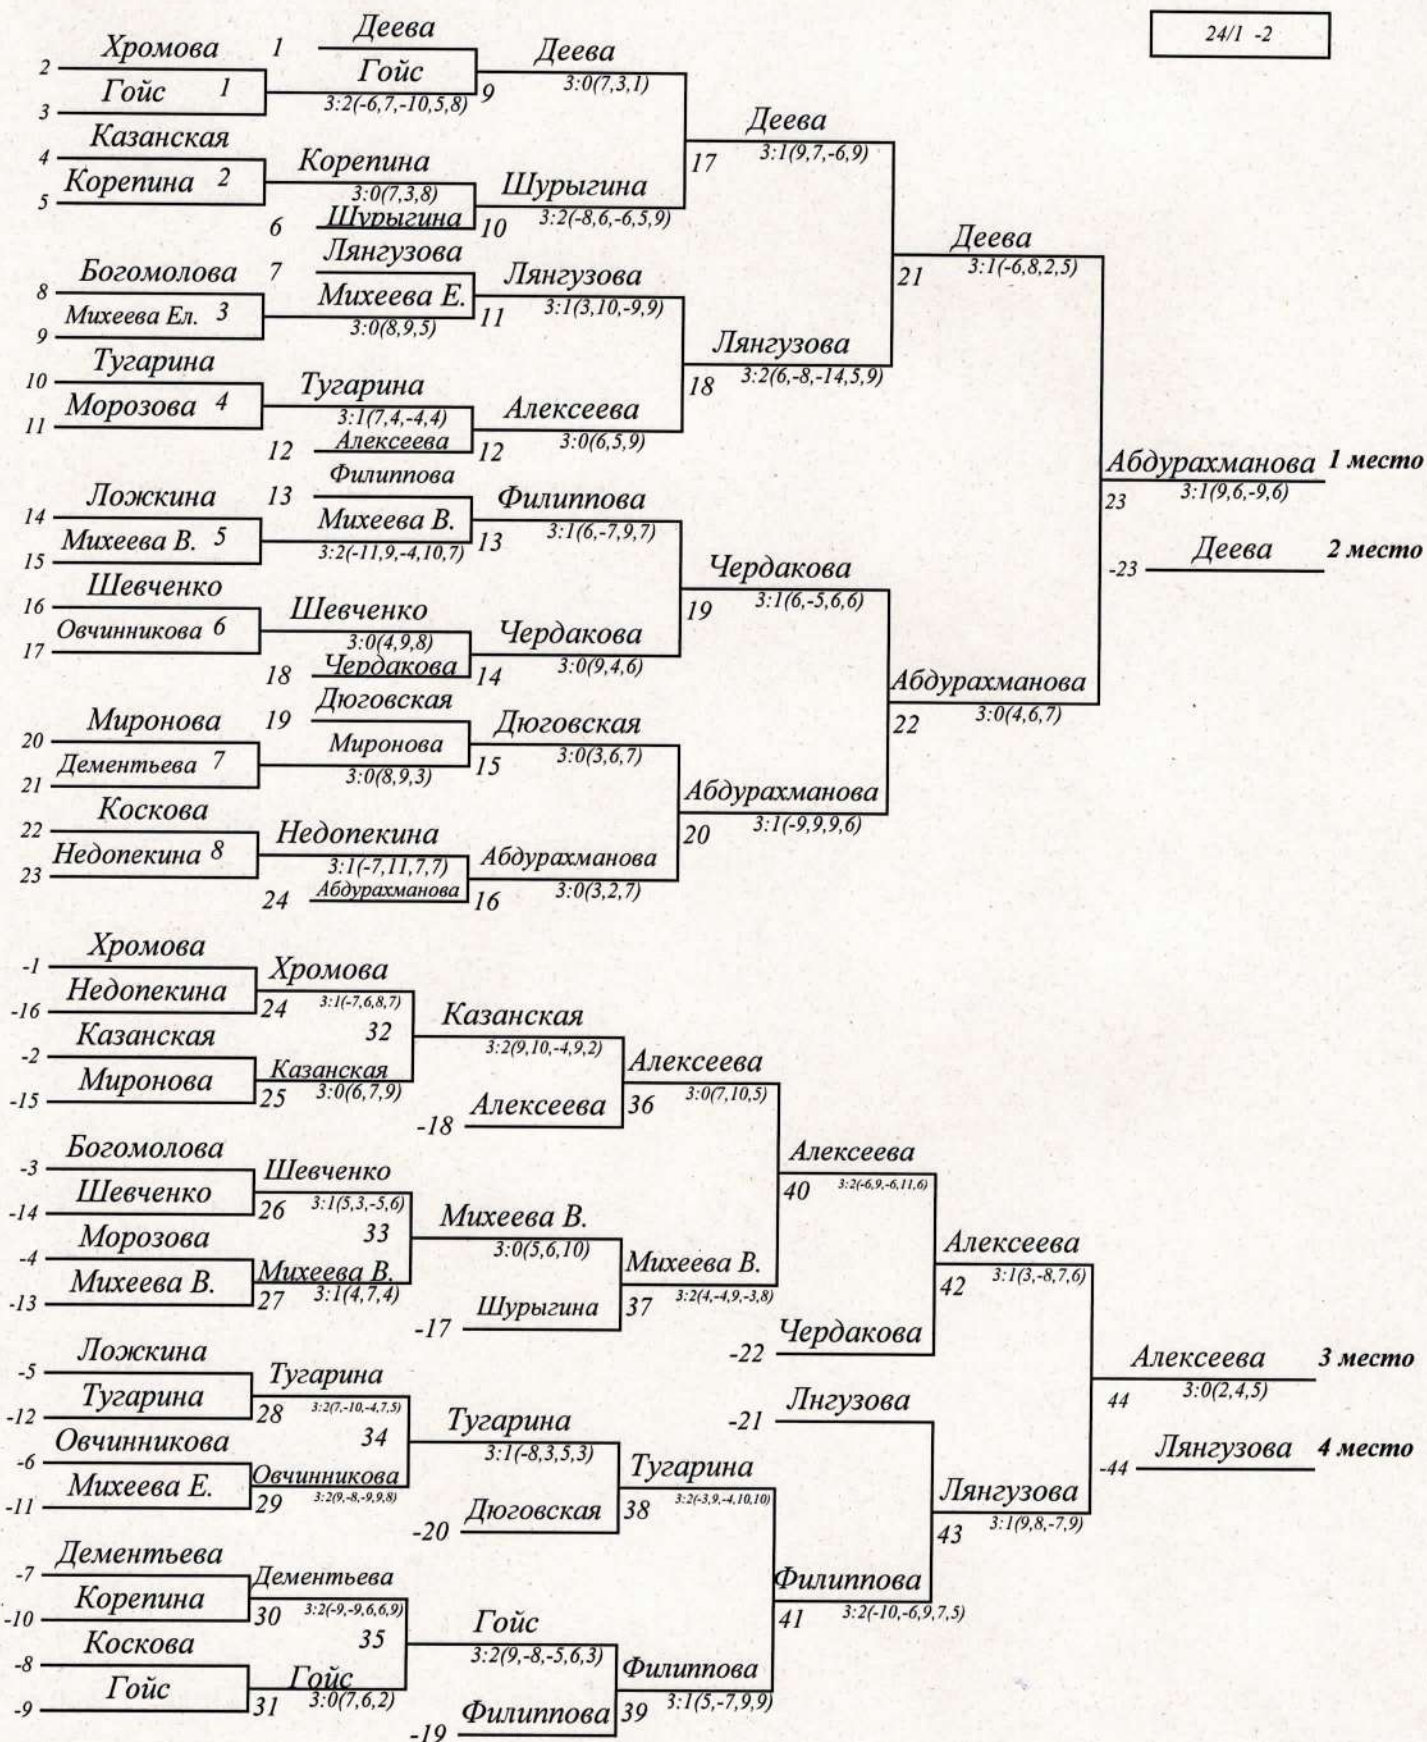 24/1 -2
1 Деева
Хромова
2
Деева
Гойс 1
Гойс
3:0(7,3,1)
3
3:2(-6,7,-10,5,8) 9
Деева
Казанская
3:1(9,7,-6,9)
4
Корепина
17
Корепина 2
3:0(7,3,8)
Шурыгина
5
6 Шурыгина 10
3:2(-8,6,-6,5,9)
Деева
7 Лянгузова
3:1(-6,8,2,5)
Богомолова
21
8
Лянгузова
Михеева Ел. 3
Михеева Е.
3:1(3,10,-9,9)
9
3:0(8,9,5) 11
Лянгузова
Тугарина
3:2(6,-8,-14,5,9)
10
Тугарина
18
Морозова 4
3:1(7,4,-4,4)
Алексеева
11
12 Алексеева 12
3:0(6,5,9)
Абдурахманова 1 место
13 Филиппова
3:1(9,6,-9,6)
23
Ложкина
14
Филиппова
Михеева В. 5
Михеева В.
3:1(6,-7,9,7)
15
3:2(-11,9,-4,10,7) 13
-23 Деева 2 место
Чердакова
Шевченко
3:1(6,-5,6,6)
16
Шевченко
19
Овчинникова 6
3:0(4,9,8)
Чердакова
17
18 Чердакова 14
3:0(9,4,6)
Абдурахманова
19 Дюговская
3:0(4,6,7)
22
Миронова
20
Дюговская
Дементьева 7
Миронова
3:0(3,6,7)
21
3:0(8,9,3) 15
Абдурахманова
Коскова
3:1(-9,9,9,6)
22
Недопекина
20
Недопекина 8
3:1(-7,11,7,7)
Абдурахманова
23
24 Абдурахманова 16
3:0(3,2,7)
Хромова
-1
Хромова
Недопекина
3:1(-7,6,8,7)
-16
24
32
Казанская
Казанская
3:2(9,10,-4,9,2)
-2
Казанская
Алексеева
Миронова
3:0(6,7,9)
3:0(7,10,5)
-15
25
-18 Алексеева 36
Богомолова
Алексеева
-3
Шевченко
3:2(-6,9,-6,11,6)
40
Шевченко
3:1(5,3,-5,6)
-14
26
33
Михеева В.
Морозова
3:0(5,6,10)
Алексеева
-4
Михеева В.
Михеева В.
3:1(3,-8,7,6)
Михеева В.
3:1(4,7,4)
3:2(4,-4,9,-3,8)
42
-13
27
-17 Шурыгина 37
-22 Чердакова
Ложкина
Алексеева 3 место
-5
Тугарина
3:0(2,4,5)
44
Тугарина
3:2(7,-10,-4,7,5)
-21 Лнгузова
-12
28
34
Тугарина
Овчинникова
3:1(-8,3,5,3)
-44 Лянгузова 4 место
-6
Овчинникова
Тугарина
Михеева Е.
3:2(9,-8,-9,9,8)
3:2(-3,9,-4,10,10)
Лянгузова
-11
29
-20 Дюговская 38
3:1(9,8,-7,9)
43
Дементьева
Филиппова
-7
Дементьева
3:2(-10,-6,9,7,5)
Корепина
3:2(-9,-9,6,6,9)
41
-10
30
35
Гойс
Коскова
3:2(9,-8,-5,6,3)
-8
Гойс
Филиппова
Гойс
3:0(7,6,2)
3:1(5,-7,9,9)
-9
31
-19 Филиппова 39